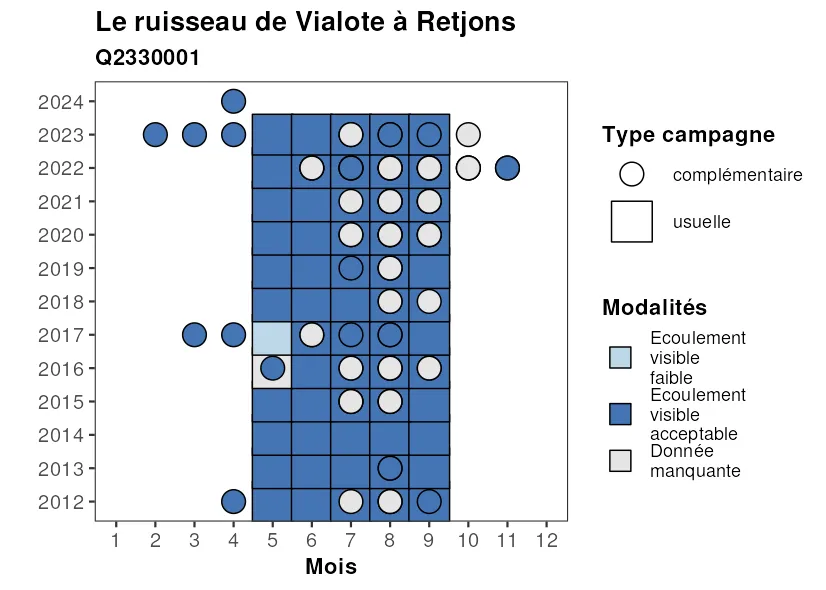 Le ruisseau de Vialote à Retjons
Q2330001
2024
2023
2022
2021
2020
2019
2018
2017
2016
2015
2014
2013
2012
1 2 3 4 5 6 7 8 9 10 11 12
Mois
Type campagne
complémentaire
usuelle
Modalités
Ecoulement
visible
faible
Ecoulement
visible
acceptable
Donnée
manquante